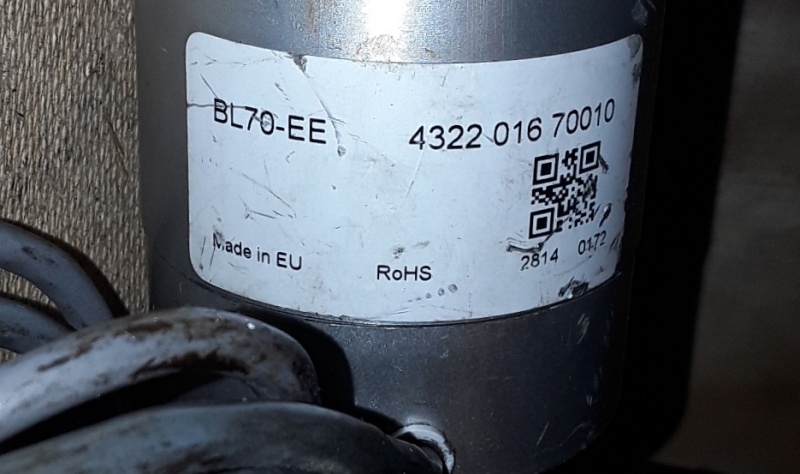 BL70-EE 4322 016 70010
Made in EU RoHS 2814 0172